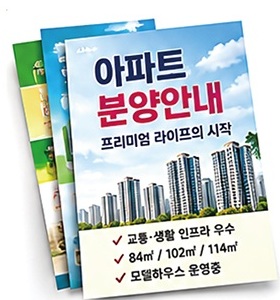 아파트
분양안내
프리미엄 라이프의 시작
✓ 교통·생활 인프라 우수
✓ 84㎡ / 102㎡ / 114㎡
✓ 모델하우스 운영중